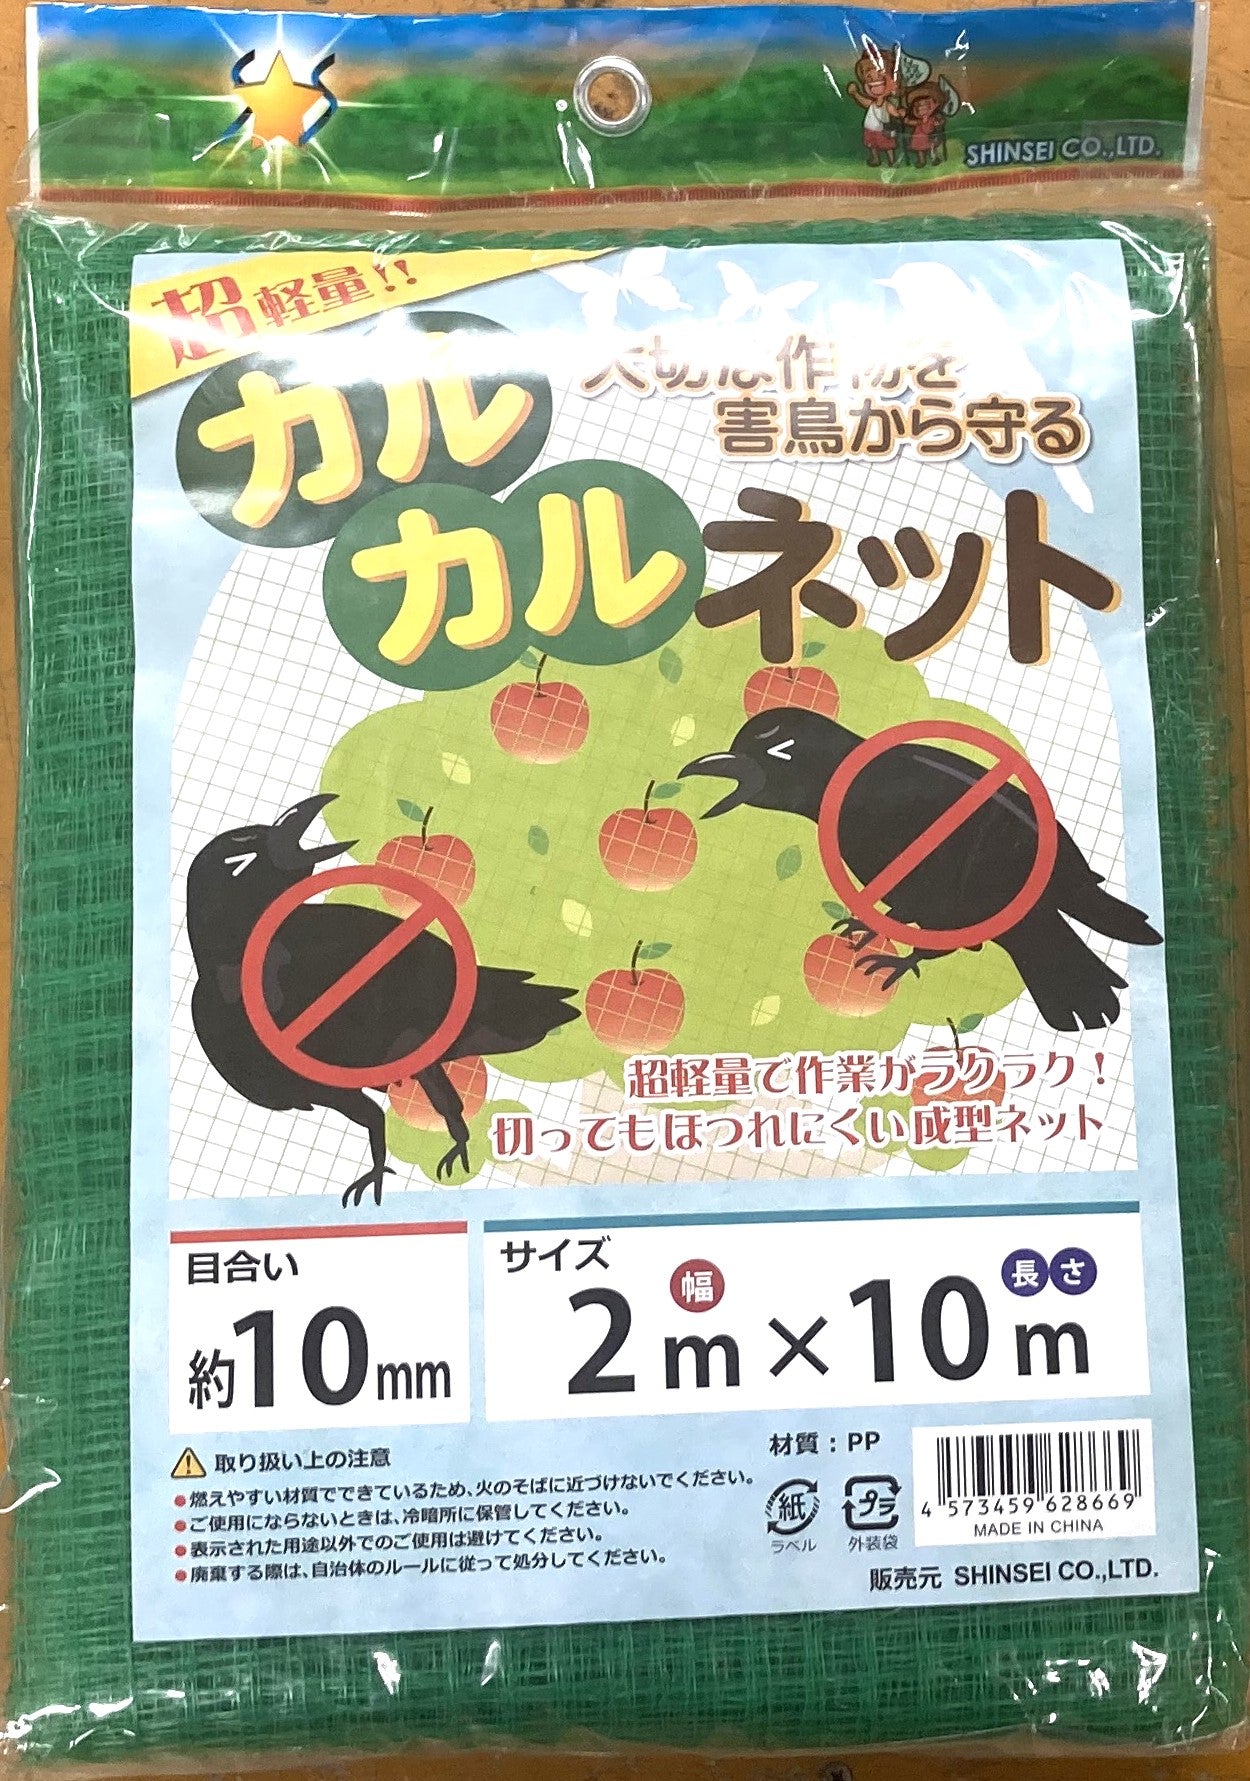 SS
SHINSEI CO.,LTD.
超軽量!!
大切な作物を
害鳥から守る
カル
カルネット
超軽量で作業がラクラク！
切ってもほつれにくい成型ネット
目合い
約10mm
サイズ
幅 長さ
2m×10m
取り扱い上の注意
●燃えやすい材質でできているため、火のそばに近づけないでください。
●ご使用にならないときは、冷暗所に保管してください。
●表示された用途以外でのご使用は避けてください。
●廃棄する際は、自治体のルールに従って処分してください。
材質：PP
紙
ラベル
プラ
外装袋
4 573459 628669
MADE IN CHINA
販売元 SHINSEI CO.,LTD.